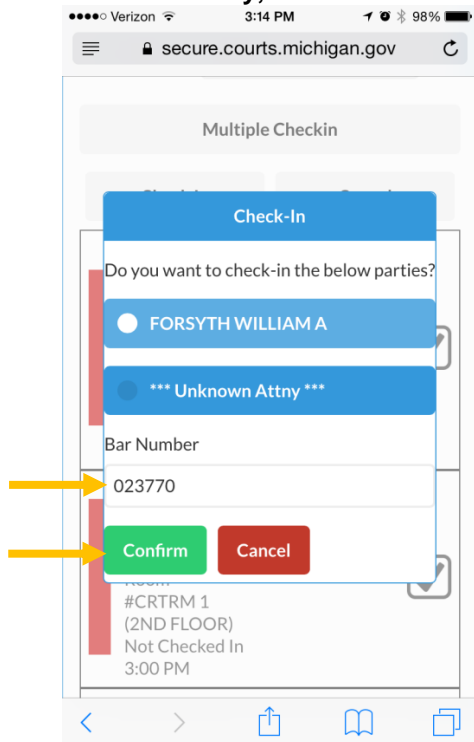 Verizon 3:14 PM 98%
secure.courts.michigan.gov
Multiple Checkin
Check-In
Do you want to check-in the below parties?
FORSYTH WILLIAM A
*** Unknown Attny ***
Bar Number
023770
Confirm Cancel
#CRTRM 1
(2ND FLOOR)
Not Checked In
3:00 PM